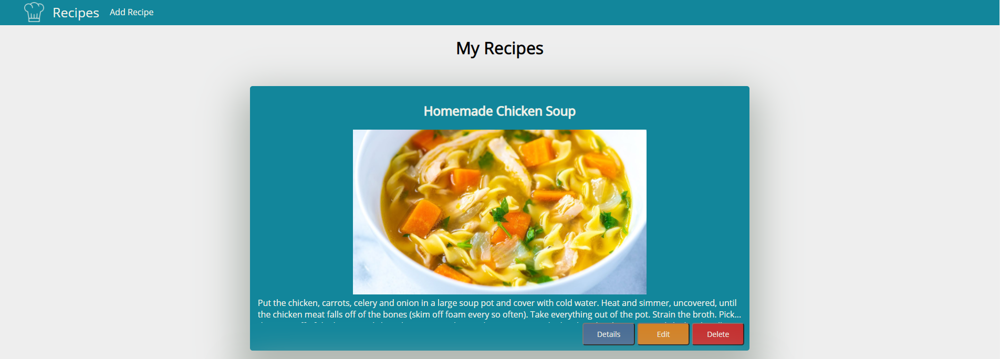 Recipes Add Recipe
My Recipes
Homemade Chicken Soup
Put the chicken, carrots, celery and onion in a large soup pot and cover with cold water. Heat and simmer, uncovered, until
the chicken meat falls off of the bones (skim off foam every so often). Take everything out of the pot. Strain the broth. Pick...
Details Edit Delete